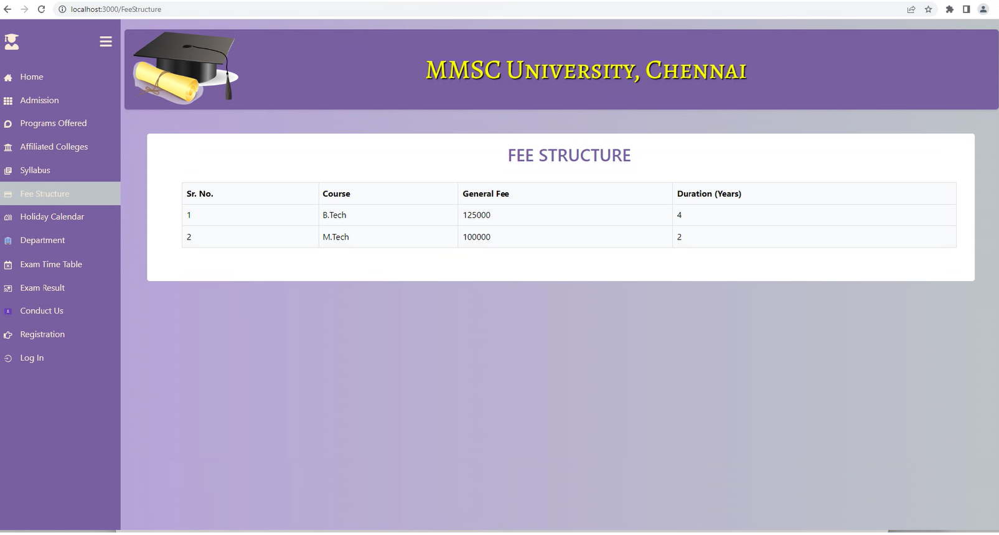 localhost:3000/FeeStructure
MMSC University, Chennai
Home
Admission
Programs Offered
Affiliated Colleges
Syllabus
Fee Structure
Holiday Calendar
Department
Exam Time Table
Exam Result
Conduct Us
Registration
Log In
FEE STRUCTURE
Sr. No. Course General Fee Duration (Years)
1 B.Tech 125000 4
2 M.Tech 100000 2